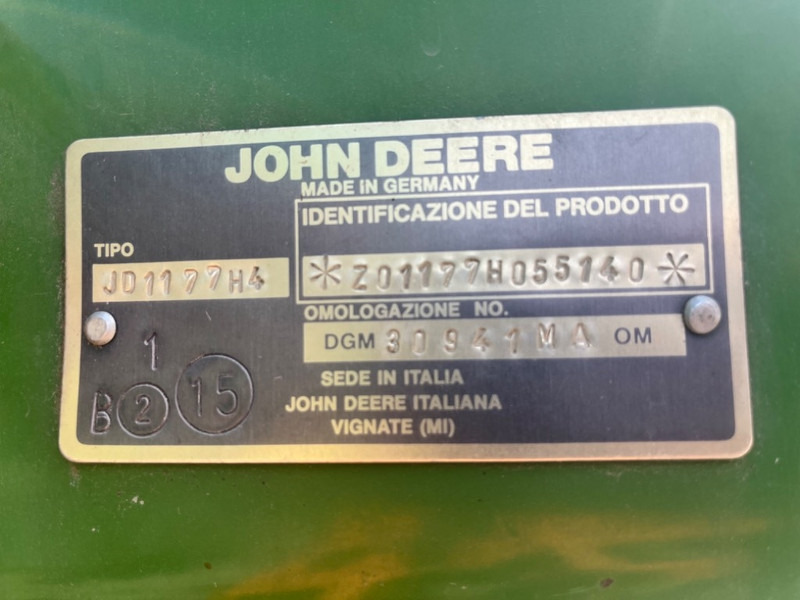 JOHN DEERE
MADE IN GERMANY
IDENTIFICAZIONE DEL PRODOTTO
TIPO
JD1177H4
*Z01177H055140*
OMOLOGAZIONE NO.
DGM 30941MA OM
1
B 2 15
SEDE IN ITALIA
JOHN DEERE ITALIANA
VIGNATE (MI)